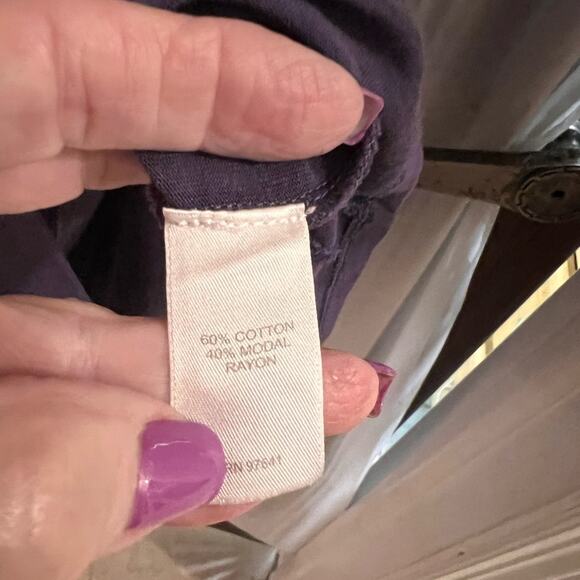 60% COTTON
40% MODAL
RAYON
RN 97641